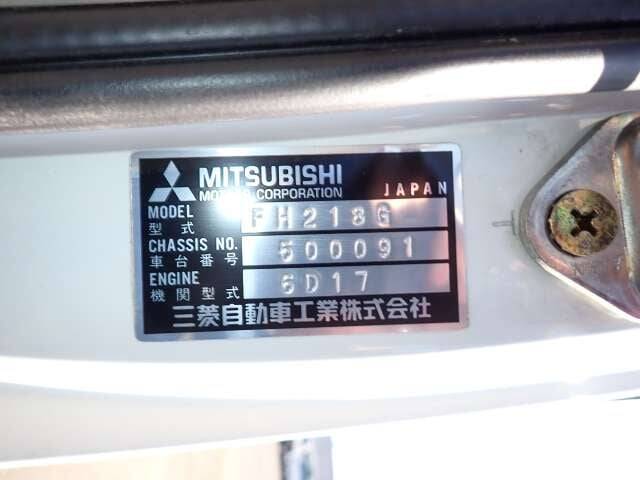 MITSUBISHI
MOTORS CORPORATION JAPAN
MODEL
型式 FH218G
CHASSIS NO.
車台番号 500091
ENGINE
機関型式 6D17
三菱自動車工業株式会社